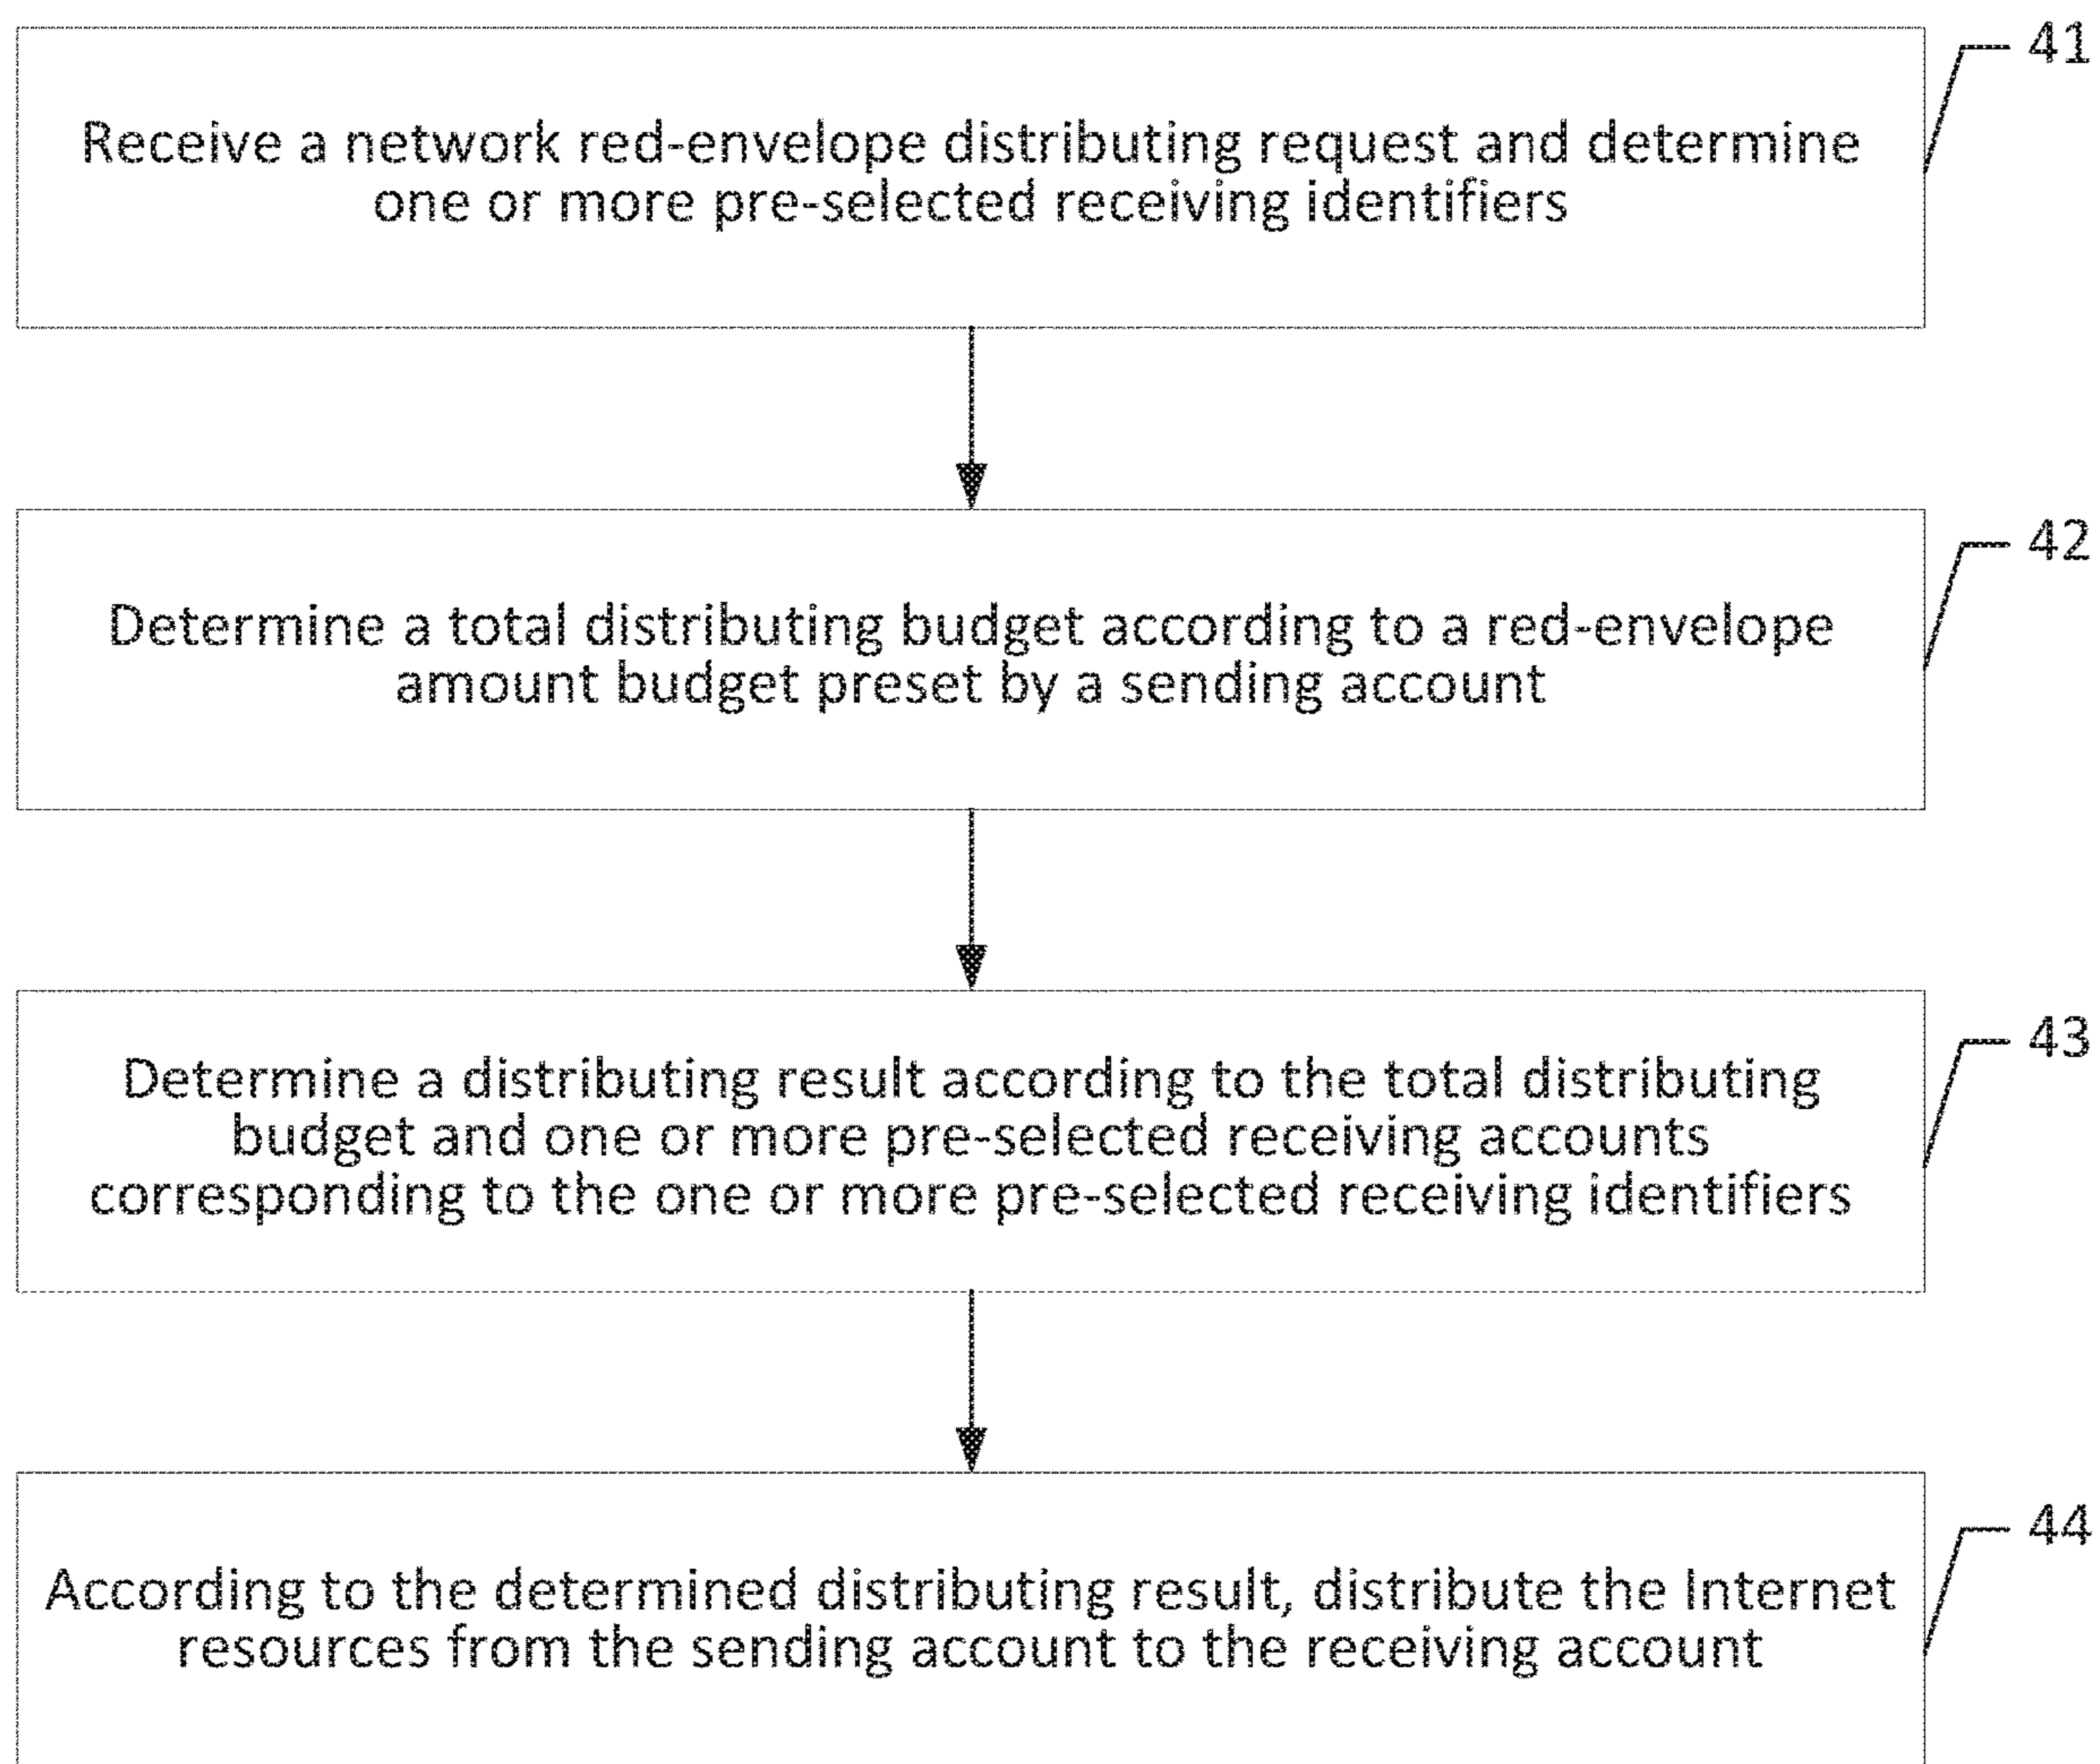 41
Receive a network red-envelope distributing request and determine
one or more pre-selected receiving identifiers
42
Determine a total distributing budget according to a red-envelope
amount budget preset by a sending account
43
Determine a distributing result according to the total distributing
budget and one or more pre-selected receiving accounts
corresponding to the one or more pre-selected receiving identifiers
44
According to the determined distributing result, distribute the Internet
resources from the sending account to the receiving account